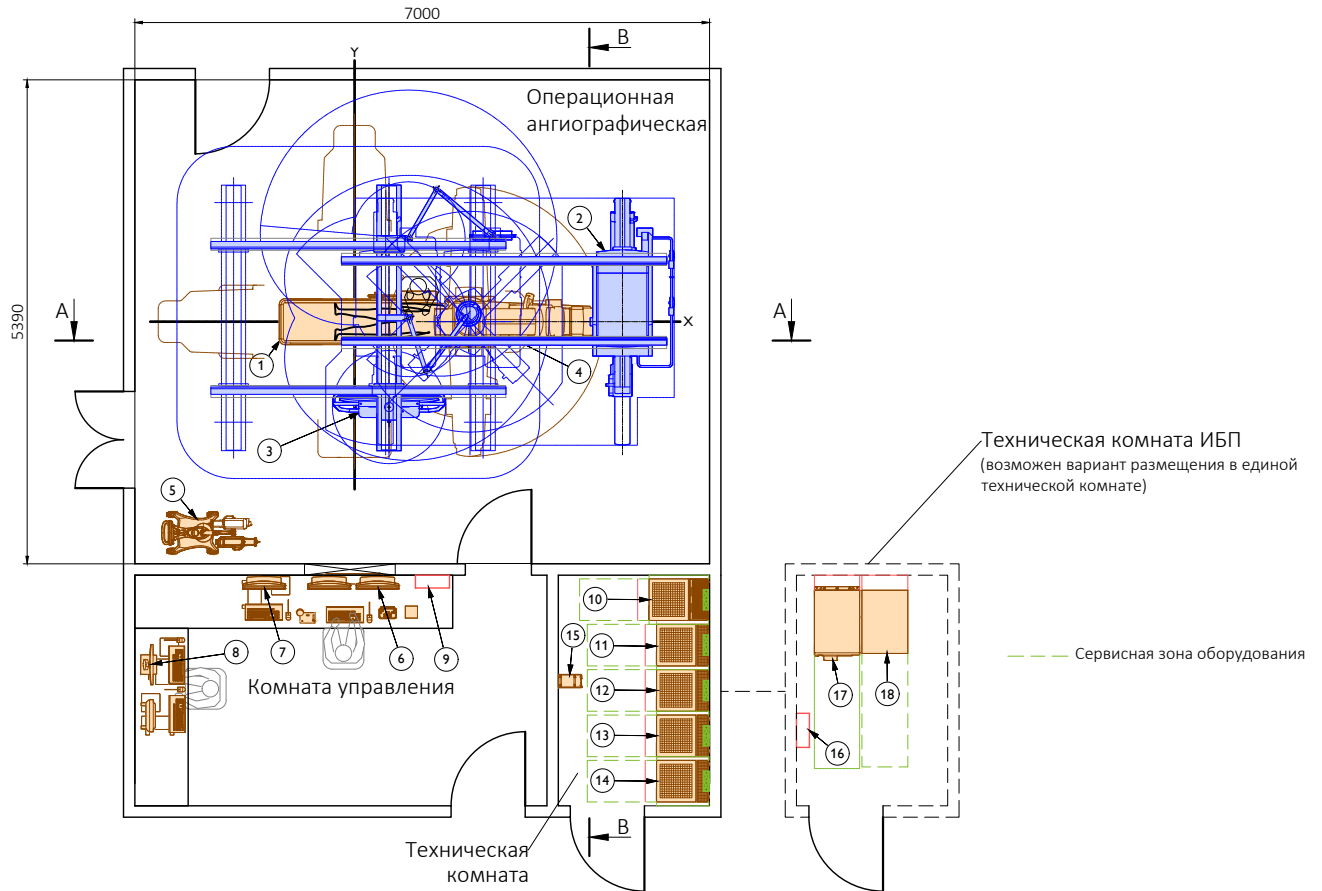 7000
B
Y
Операционная
ангиографическая
2
5390
A
A
X
1
4
3
Техническая комната ИБП
(возможен вариант размещения в единой
технической комнате)
5
10
11
15
Сервисная зона оборудования
8
7
6
9
12
17
18
Комната управления
13
16
14
B
Техническая
комната